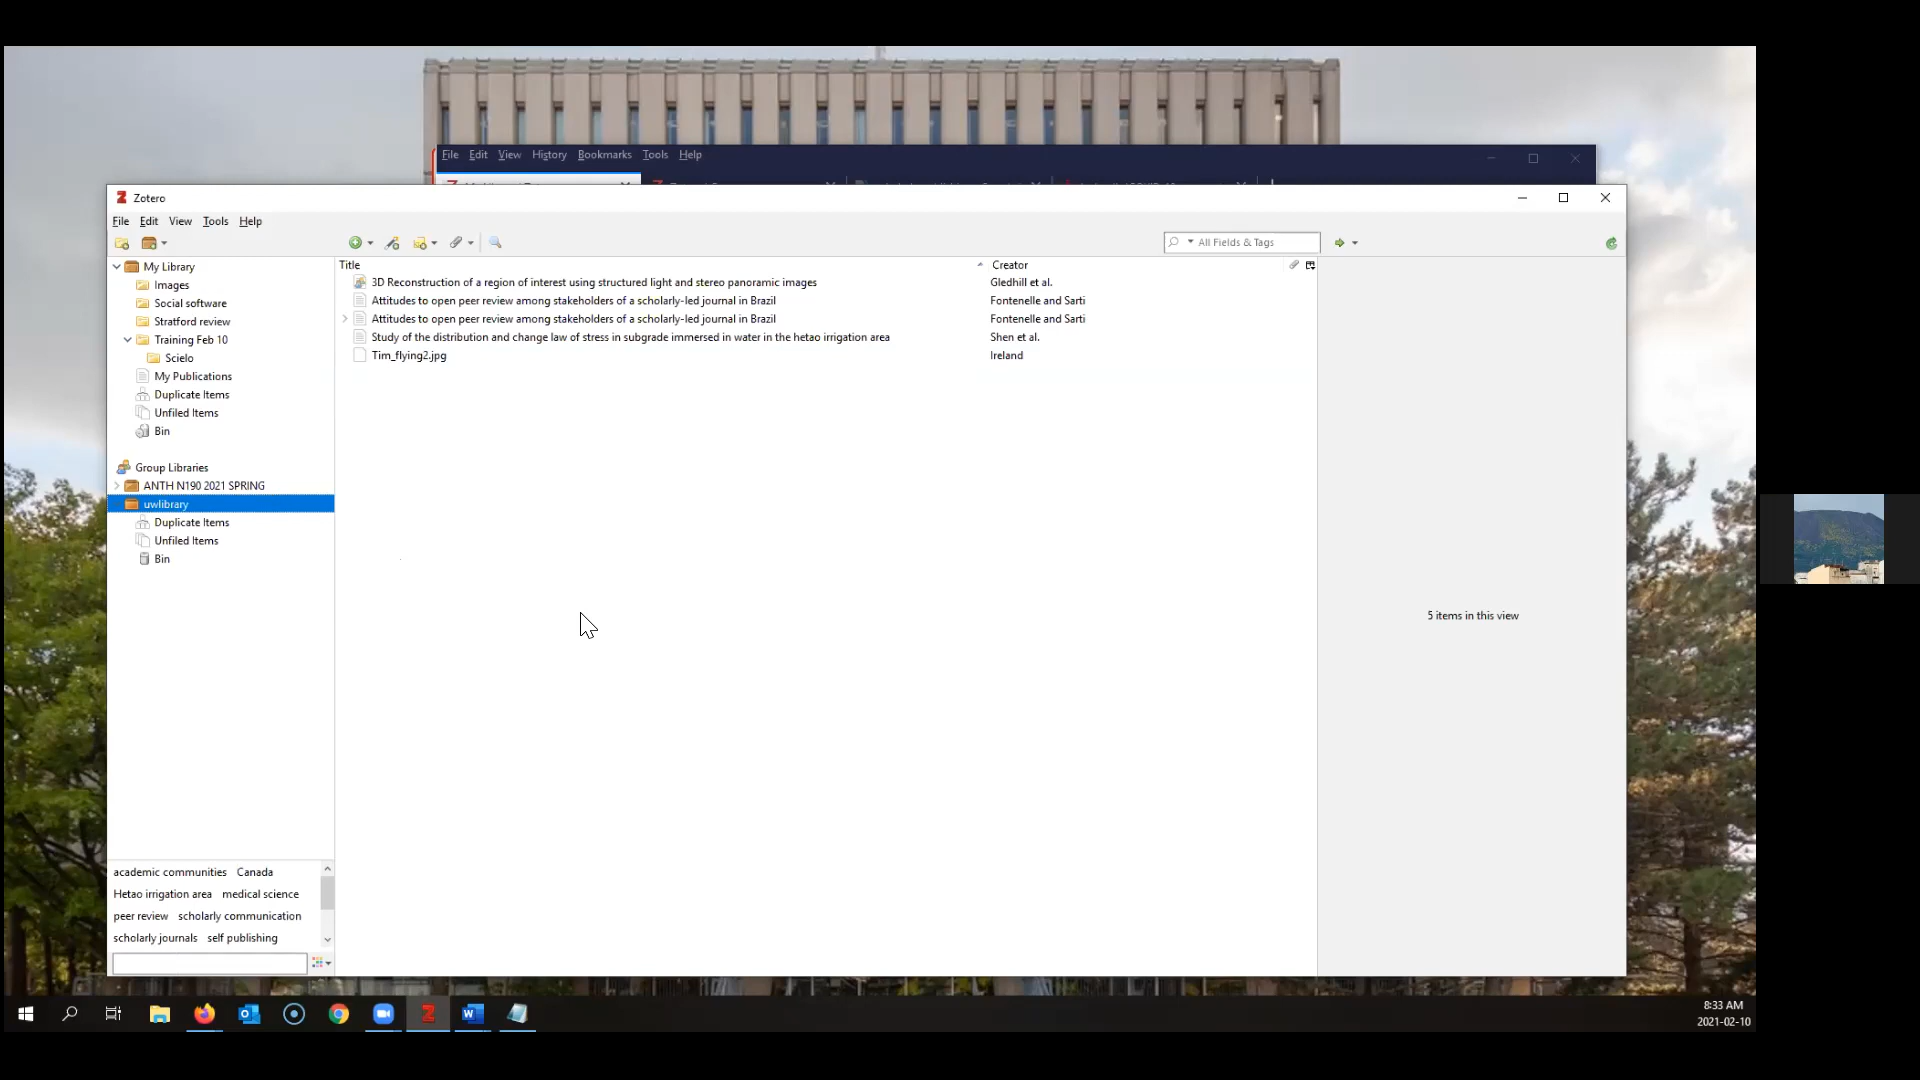 File Edit View History Bookmarks Tools Help
Zotero
File Edit View Tools Help
All Fields & Tags
My Library
Images
Social software
Stratford review
Training Feb 10
Scielo
My Publications
Duplicate Items
Unfiled Items
Bin
Group Libraries
ANTH N190 2021 SPRING
uwlibrary
Duplicate Items
Unfiled Items
Bin
Title Creator
3D Reconstruction of a region of interest using structured light and stereo panoramic images Gledhill et al.
Attitudes to open peer review among stakeholders of a scholarly-led journal in Brazil Fontenelle and Sarti
Attitudes to open peer review among stakeholders of a scholarly-led journal in Brazil Fontenelle and Sarti
Study of the distribution and change law of stress in subgrade immersed in water in the hetao irrigation area Shen et al.
Tim_flying2.jpg Ireland
5 items in this view
academic communities Canada
Hetao irrigation area medical science
peer review scholarly communication
scholarly journals self publishing
8:33 AM
2021-02-10